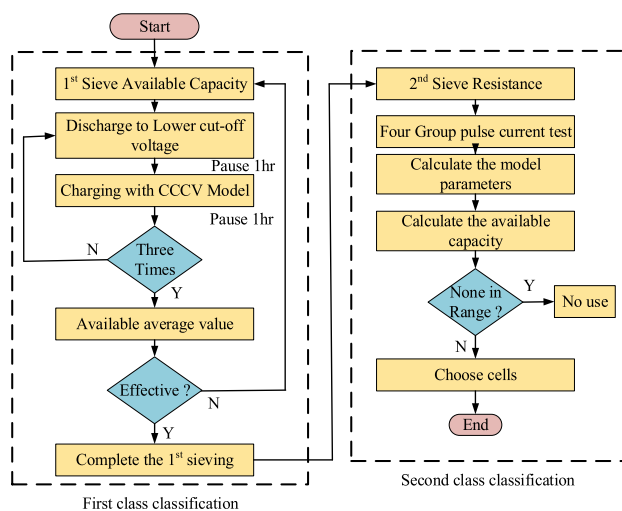 Start
1st Sieve Available Capacity
Discharge to Lower cut-off
voltage
Pause 1hr
Charging with CCCV Model
Pause 1hr
N
Three
Times
Y
Available average value
Effective ?
N
Y
Complete the 1st sieving
First class classification
2nd Sieve Resistance
Four Group pulse current test
Calculate the model
parameters
Calculate the available
capacity
None in
Range ?
Y
No use
N
Choose cells
End
Second class classification